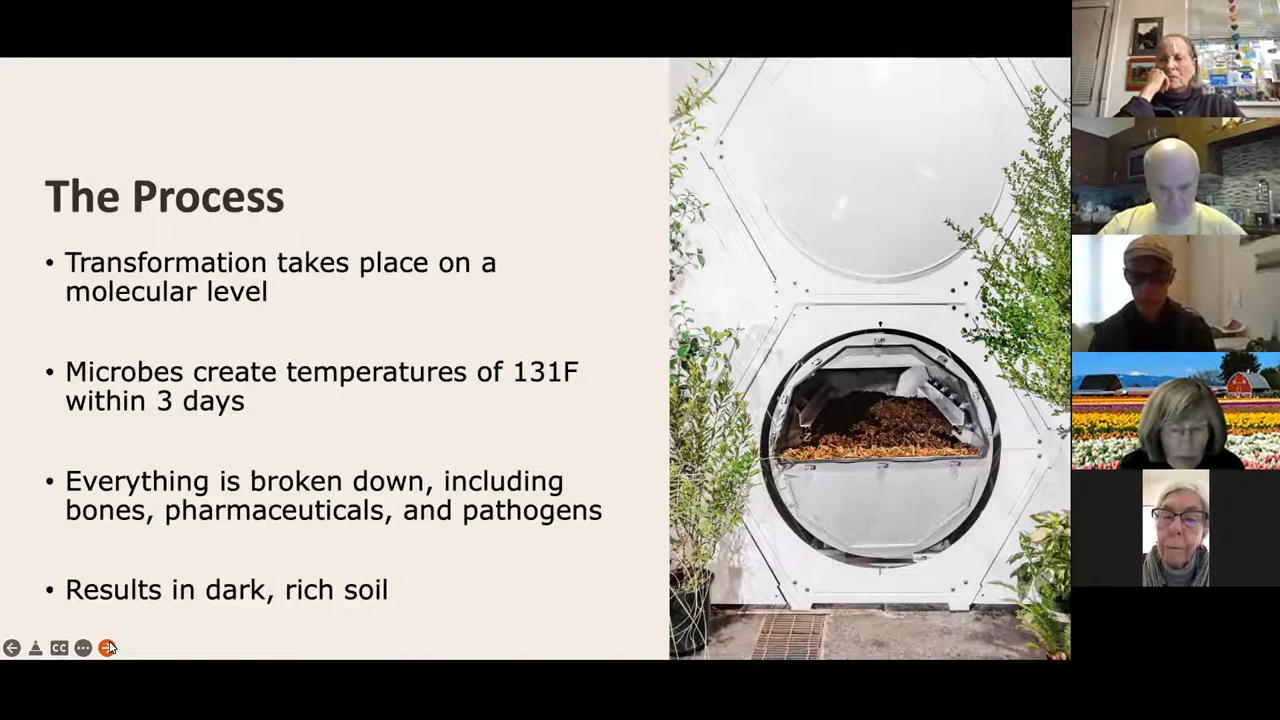 The Process
• Transformation takes place on a
molecular level
• Microbes create temperatures of 131F
within 3 days
• Everything is broken down, including
bones, pharmaceuticals, and pathogens
• Results in dark, rich soil
CC